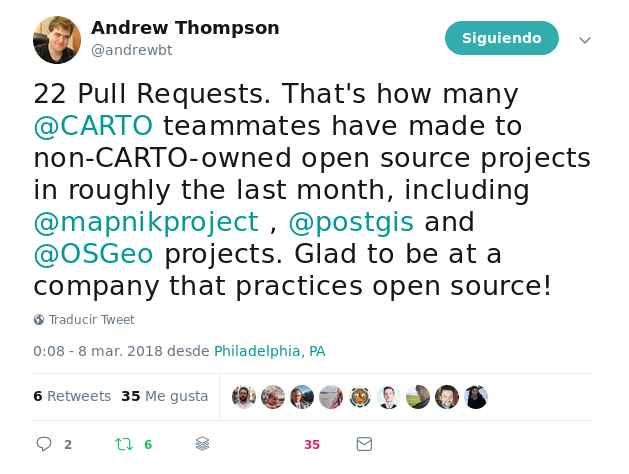 Andrew Thompson
@andrewbt
Siguiendo
22 Pull Requests. That's how many
@CARTO teammates have made to
non-CARTO-owned open source projects
in roughly the last month, including
@mapnikproject , @postgis and
@OSGeo projects. Glad to be at a
company that practices open source!
Traducir Tweet
0:08 - 8 mar. 2018 desde Philadelphia, PA
6 Retweets 35 Me gusta
2 6 35